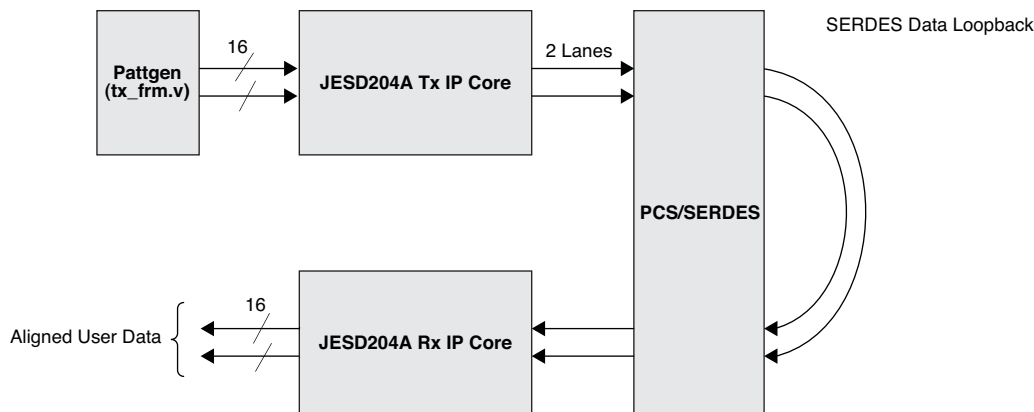 SERDES Data Loopback
16
2 Lanes
Pattgen
(tx_frm.v)
JESD204A Tx IP Core
PCS/SERDES
16
Aligned User Data
JESD204A Rx IP Core